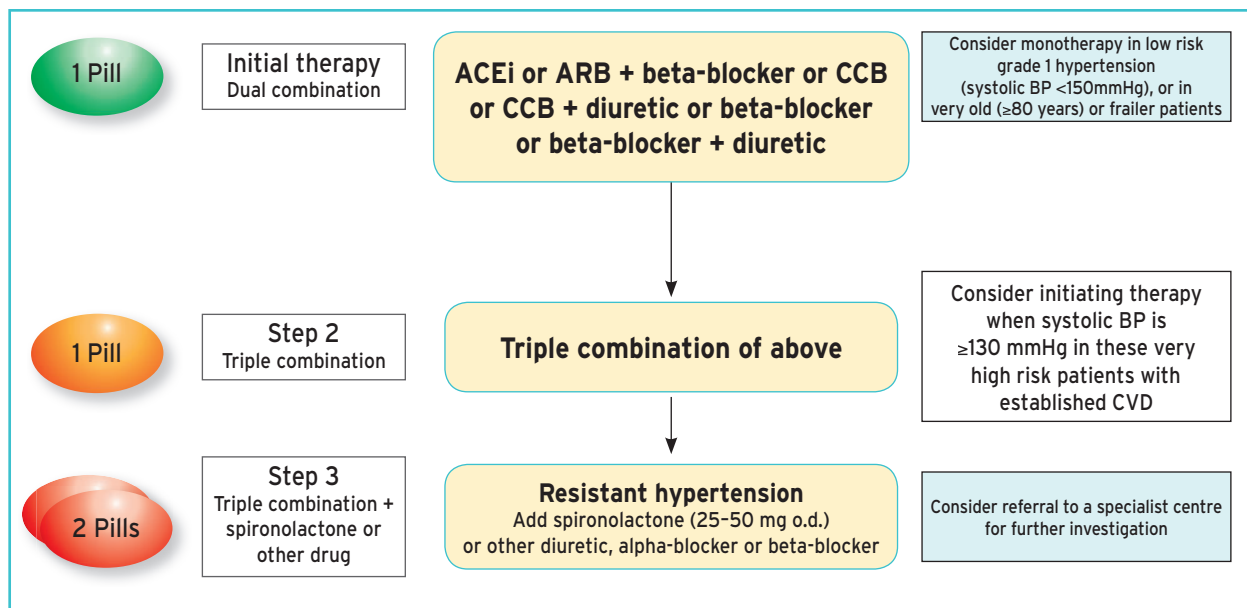 1 Pill
Initial therapy
Dual combination
ACEi or ARB + beta-blocker or CCB
or CCB + diuretic or beta-blocker
or beta-blocker + diuretic
Consider monotherapy in low risk
grade 1 hypertension
(systolic BP <150mmHg), or in
very old (≥80 years) or frailer patients
1 Pill
Step 2
Triple combination
Triple combination of above
Consider initiating therapy
when systolic BP is
≥130 mmHg in these very
high risk patients with
established CVD
2 Pills
Step 3
Triple combination +
spironolactone or
other drug
Resistant hypertension
Add spironolactone (25–50 mg o.d.)
or other diuretic, alpha-blocker or beta-blocker
Consider referral to a specialist centre
for further investigation